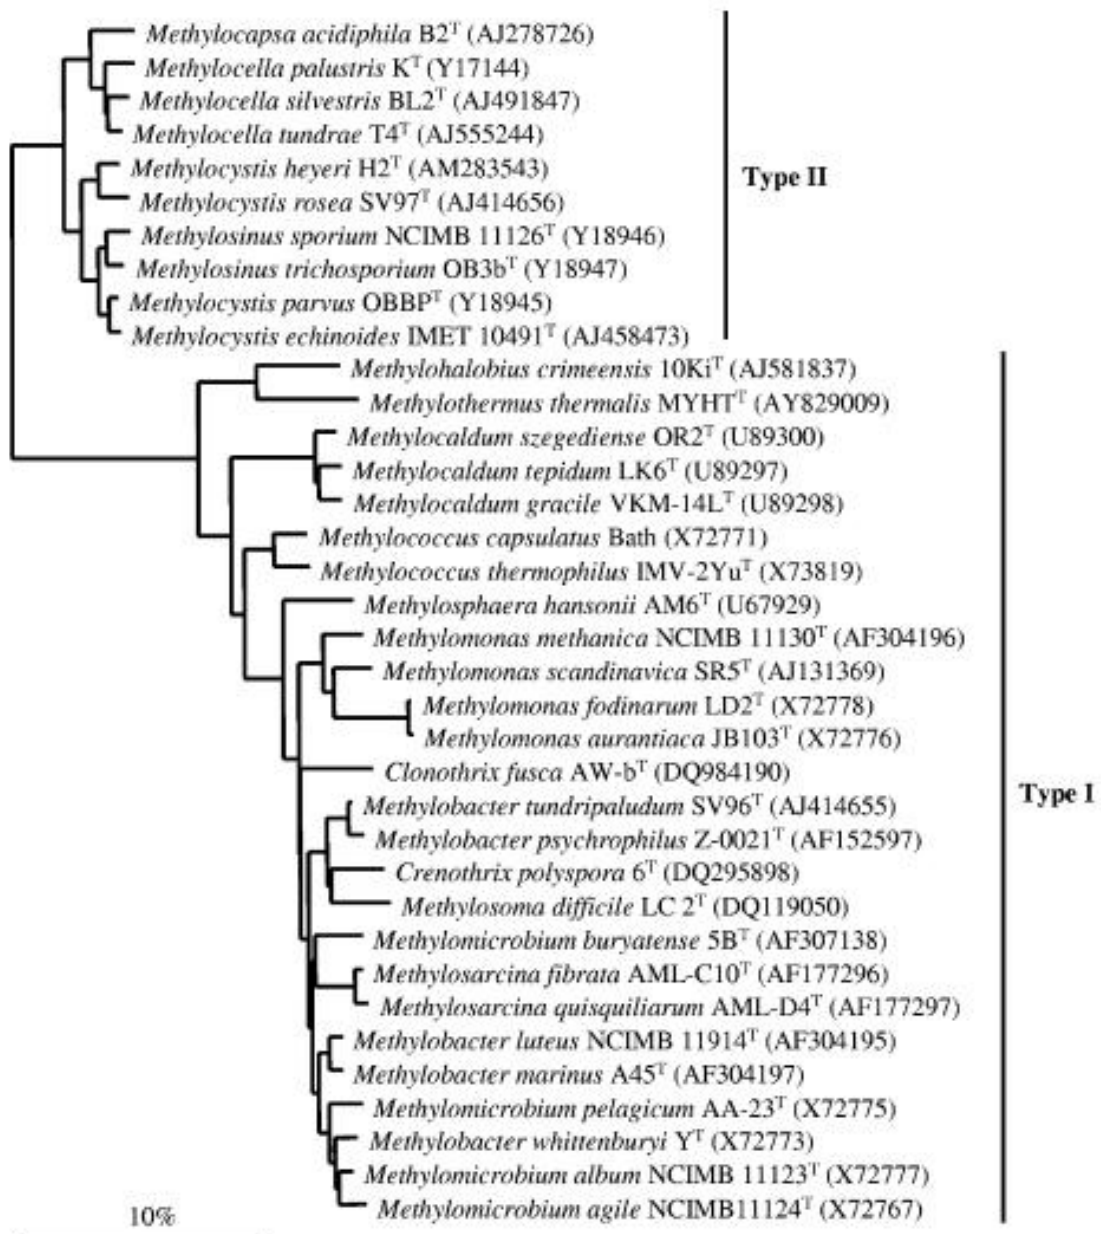 Methylocapsa acidiphila B2ᵀ (AJ278726)
Methylocella palustris Kᵀ (Y17144)
Methylocella silvestris BL2ᵀ (AJ491847)
Methylocella tundrae T4ᵀ (AJ555244)
Methylocystis heyeri H2ᵀ (AM283543)
Type II
Methylocystis rosea SV97ᵀ (AJ414656)
Methylosinus sporium NCIMB 11126ᵀ (Y18946)
Methylosinus trichosporium OB3bᵀ (Y18947)
Methylocystis parvus OBBPᵀ (Y18945)
Methylocystis echinoides IMET 10491ᵀ (AJ458473)
Methylohalobius crimeensis 10Kiᵀ (AJ581837)
Methylothermus thermalis MYHTᵀ (AY829009)
Methylocaldum szegediense OR2ᵀ (U89300)
Methylocaldum tepidum LK6ᵀ (U89297)
Methylocaldum gracile VKM-14Lᵀ (U89298)
Methylococcus capsulatus Bath (X72771)
Methylococcus thermophilus IMV-2Yuᵀ (X73819)
Methylosphaera hansonii AM6ᵀ (U67929)
Methylomonas methanica NCIMB 11130ᵀ (AF304196)
Methylomonas scandinavica SR5ᵀ (AJ131369)
Methylomonas fodinarum LD2ᵀ (X72778)
Methylomonas aurantiaca JB103ᵀ (X72776)
Clonothrix fusca AW-bᵀ (DQ984190)
Type I
Methylobacter tundripaludum SV96ᵀ (AJ414655)
Methylobacter psychrophilus Z-0021ᵀ (AF152597)
Crenothrix polyspora 6ᵀ (DQ295898)
Methylosoma difficile LC 2ᵀ (DQ119050)
Methylomicrobium buryatense 5Bᵀ (AF307138)
Methylosarcina fibrata AML-C10ᵀ (AF177296)
Methylosarcina quisquiliarum AML-D4ᵀ (AF177297)
Methylobacter luteus NCIMB 11914ᵀ (AF304195)
Methylobacter marinus A45ᵀ (AF304197)
Methylomicrobium pelagicum AA-23ᵀ (X72775)
Methylobacter whittenburyi Yᵀ (X72773)
Methylomicrobium album NCIMB 11123ᵀ (X72777)
Methylomicrobium agile NCIMB11124ᵀ (X72767)
10%